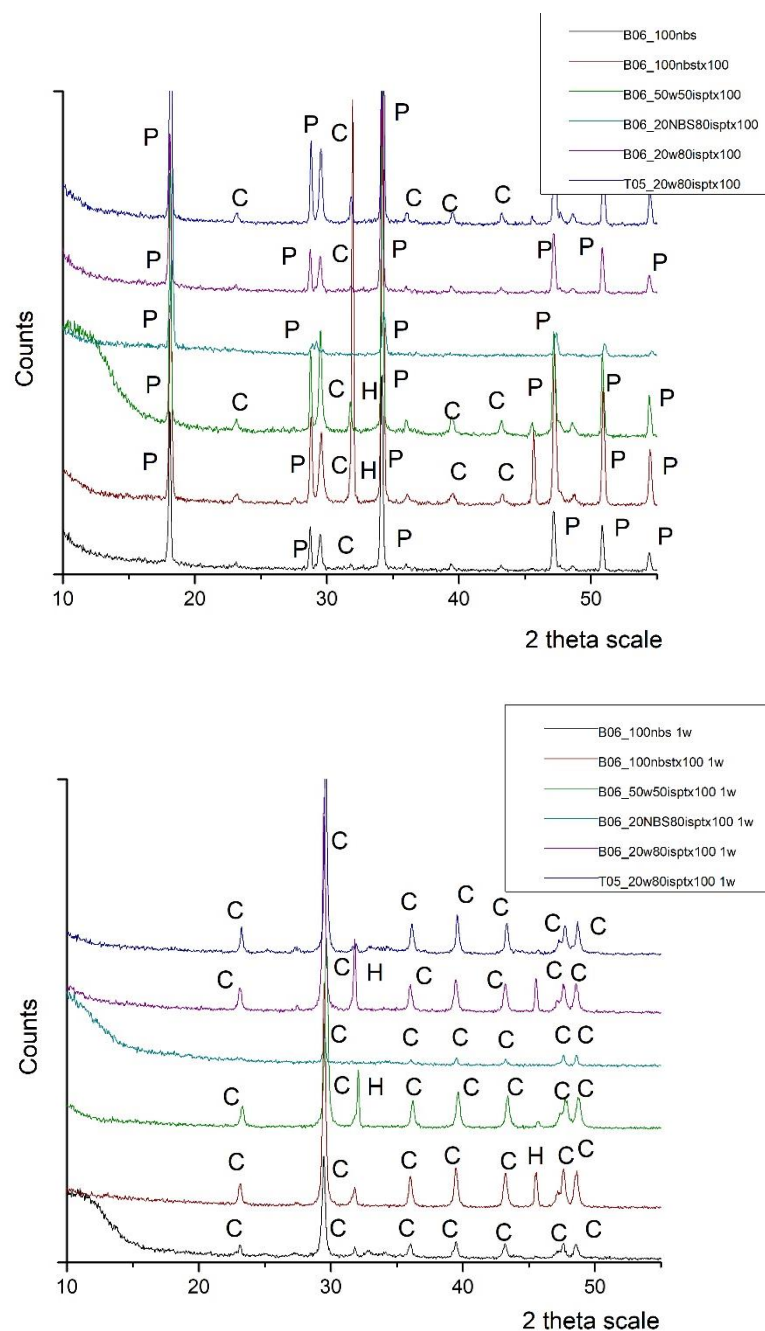 B06_100nbs
B06_100nbstx100
B06_50w50isptx100
B06_20NBS80isptx100
B06_20w80isptx100
T05_20w80isptx100
P P C P
C C C C
P P C P P P P
P P P P
P C C H P C C P P P
P P C H P C C P P
P C P P P P
Counts
10 20 30 40 50
2 theta scale
B06_100nbs 1w
B06_100nbstx100 1w
B06_50w50isptx100 1w
B06_20NBS80isptx100 1w
B06_20w80isptx100 1w
T05_20w80isptx100 1w
C
C C C C C
C C H C C C C
C C C C C
C C H C C C C C
C C C C C H C C
C C C C C C C
Counts
10 20 30 40 50
2 theta scale